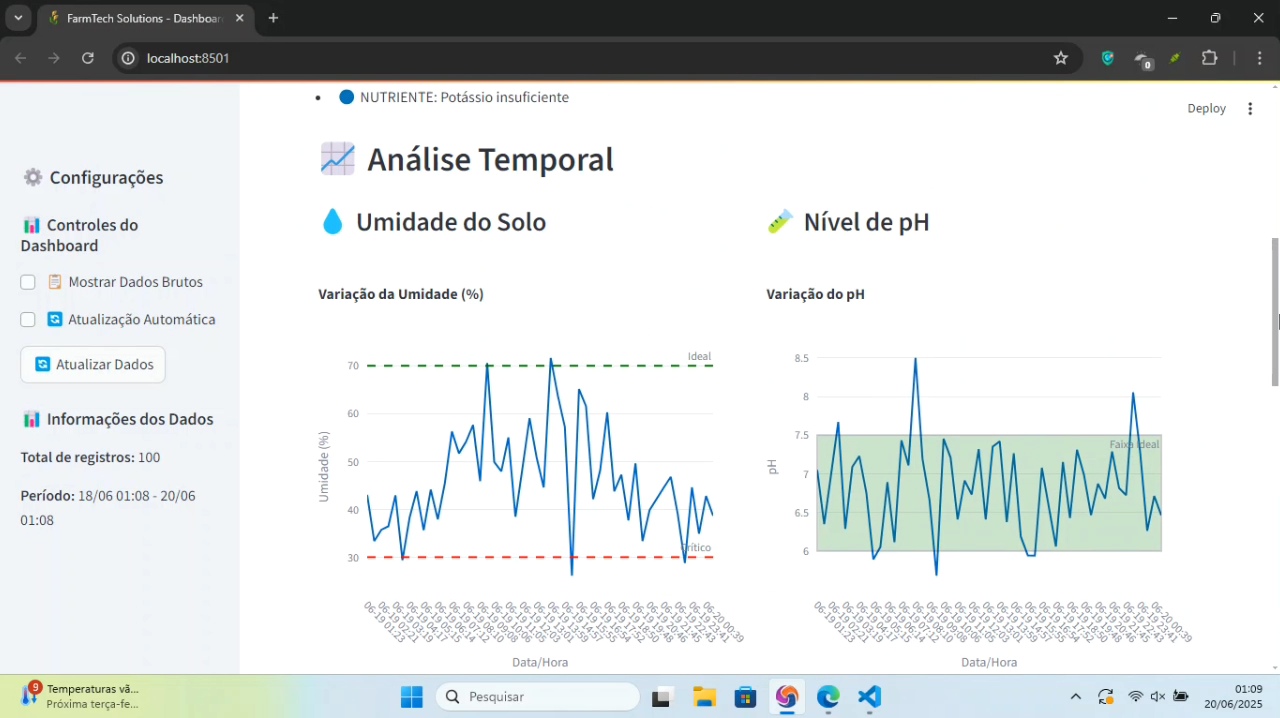 FarmTech Solutions - Dashboar
localhost:8501
0
NUTRIENTE: Potássio insuficiente
Deploy
Análise Temporal
Configurações
Umidade do Solo
Nível de pH
Controles do
Dashboard
Mostrar Dados Brutos
Atualização Automática
Atualizar Dados
Informações dos Dados
Total de registros: 100
Período: 18/06 01:08 - 20/06
01:08
Variação da Umidade (%)
Ideal
70
60
50
40
30
Crítico
Umidade (%)
Data/Hora
Variação do pH
8.5
8
7.5
7
6.5
6
Faixa Ideal
pH
Data/Hora
9
Temperaturas vã...
Próxima terça-fe...
Pesquisar
01:09
20/06/2025